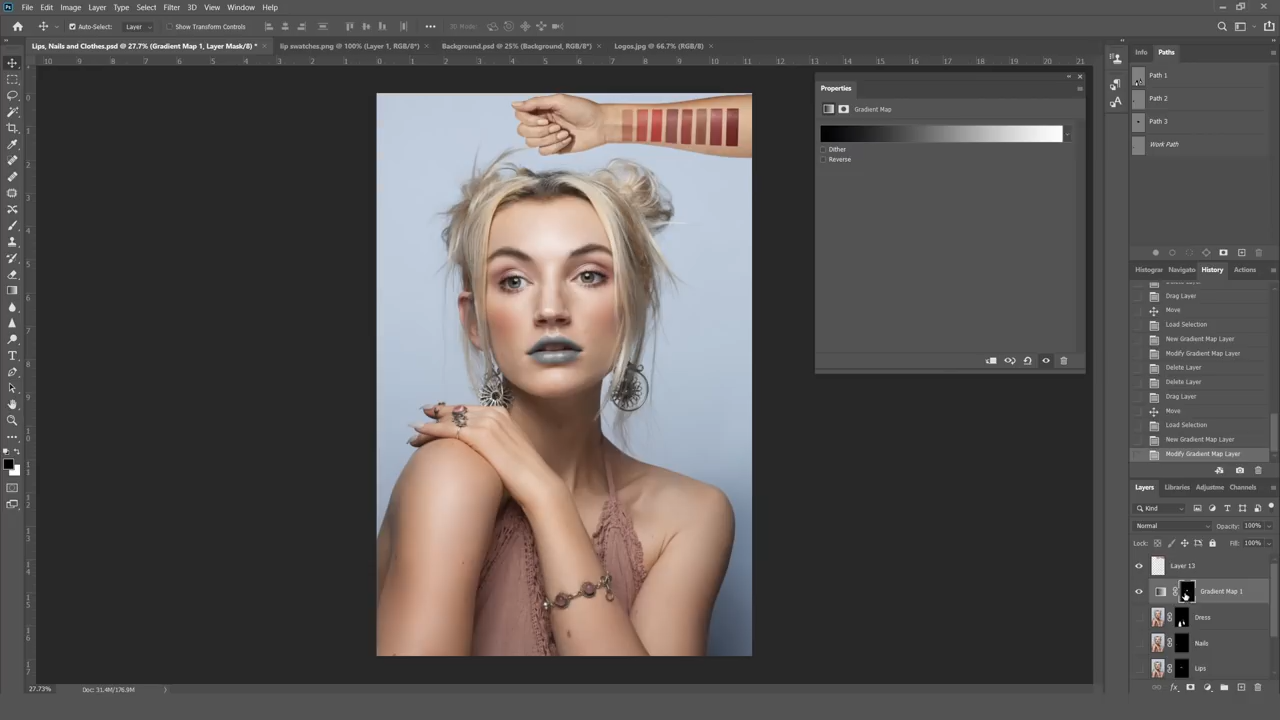 File Edit Image Layer Type Select Filter 3D View Window Help
Auto-Select: Layer Show Transform Controls 3D Mode:
Lips, Nails and Clothes.psd @ 27.7% (Gradient Map 1, Layer Mask/8) * × lip swatches.png @ 100% (Layer 1, RGB/8*) × Background.psd @ 25% (Background, RGB/8*) × Logos.jpg @ 66.7% (RGB/8) ×
Info Paths
Path 1
Path 2
Path 3
Work Path
Properties
Gradient Map
Dither
Reverse
Histograr Navigato History Actions
Drag Layer
Move
Load Selection
New Gradient Map Layer
Modify Gradient Map Layer
Delete Layer
Delete Layer
Drag Layer
Move
Load Selection
New Gradient Map Layer
Modify Gradient Map Layer
Layers Libraries Adjustme Channels
Kind
Normal Opacity: 100%
Lock: Fill: 100%
Layer 13
Gradient Map 1
Dress
Nails
Lips
27.73% Doc: 31.4M/176.9M